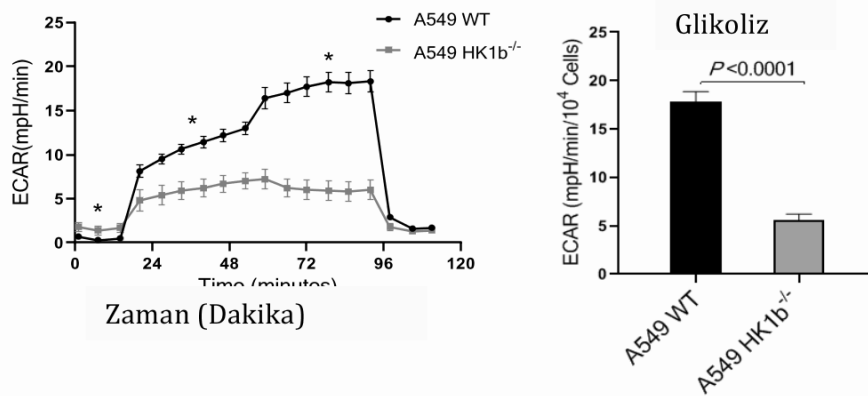 A549 WT
A549 HK1b-/-
ECAR(mpH/min)
25
20
15
10
5
0
*
*
*
0 24 48 72 96 120
Time (minutos)
Zaman (Dakika)
Glikoliz
P<0.0001
ECAR (mpH/min/10⁴ Cells)
25
20
15
10
5
0
A549 WT
A549 HK1b-/-